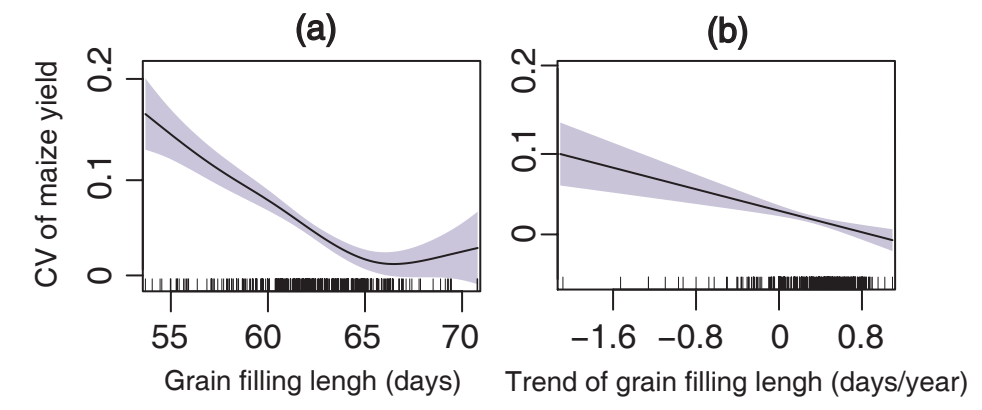 (a)
CV of maize yield
0.2
0.1
0
55 60 65 70
Grain filling lengh (days)
(b)
0.2
0.1
0
−1.6 −0.8 0 0.8
Trend of grain filling lengh (days/year)